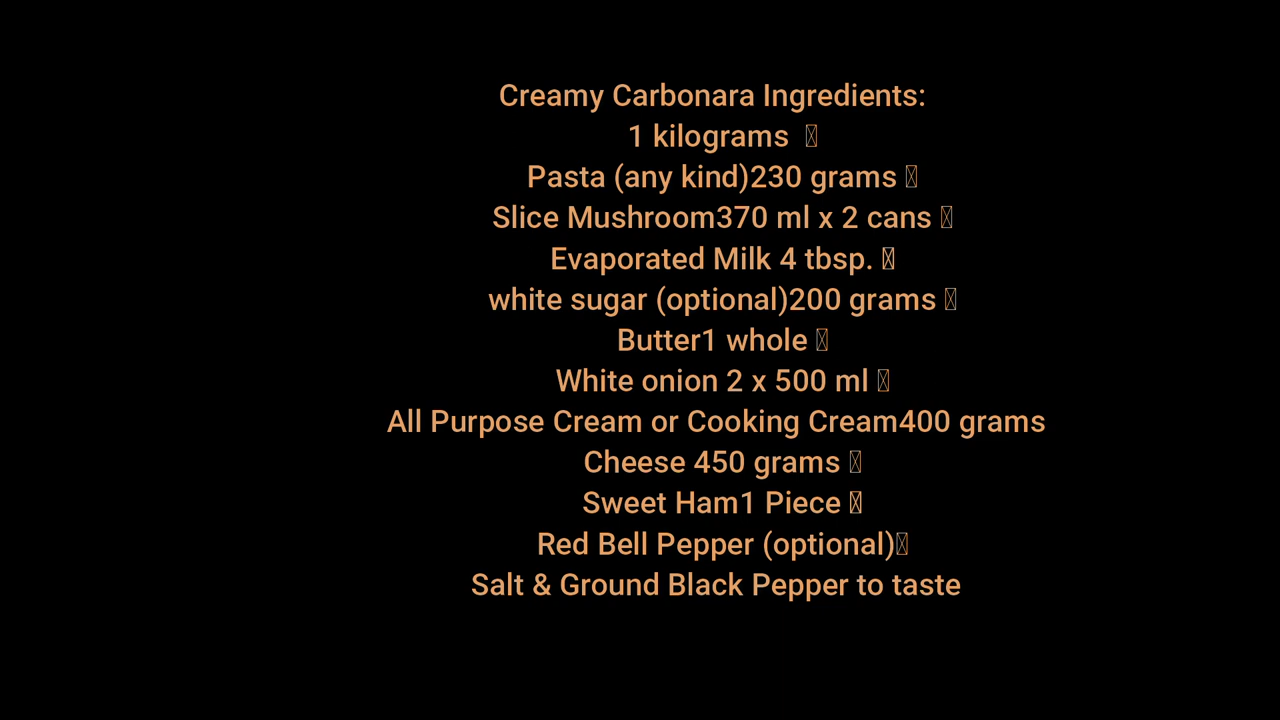 Creamy Carbonara Ingredients:
1 kilograms
Pasta (any kind)230 grams
Slice Mushroom370 ml x 2 cans
Evaporated Milk 4 tbsp.
white sugar (optional)200 grams
Butter1 whole
White onion 2 x 500 ml
All Purpose Cream or Cooking Cream400 grams
Cheese 450 grams
Sweet Ham1 Piece
Red Bell Pepper (optional)
Salt & Ground Black Pepper to taste